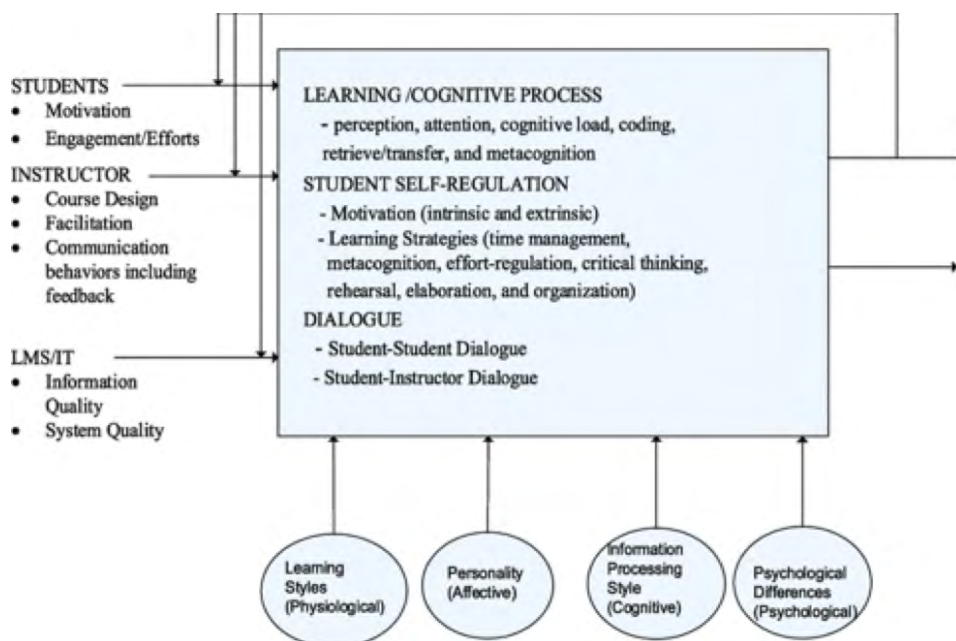 STUDENTS
• Motivation
• Engagement/Efforts
INSTRUCTOR
• Course Design
• Facilitation
• Communication
behaviors including
feedback
LMS/IT
• Information
Quality
• System Quality
LEARNING /COGNITIVE PROCESS
- perception, attention, cognitive load, coding,
retrieve/transfer, and metacognition
STUDENT SELF-REGULATION
- Motivation (intrinsic and extrinsic)
- Learning Strategies (time management,
metacognition, effort-regulation, critical thinking,
rehearsal, elaboration, and organization)
DIALOGUE
- Student-Student Dialogue
- Student-Instructor Dialogue
Learning
Styles
(Physiological)
Personality
(Affective)
Information
Processing
Style
(Cognitive)
Psychological
Differences
(Psychological)